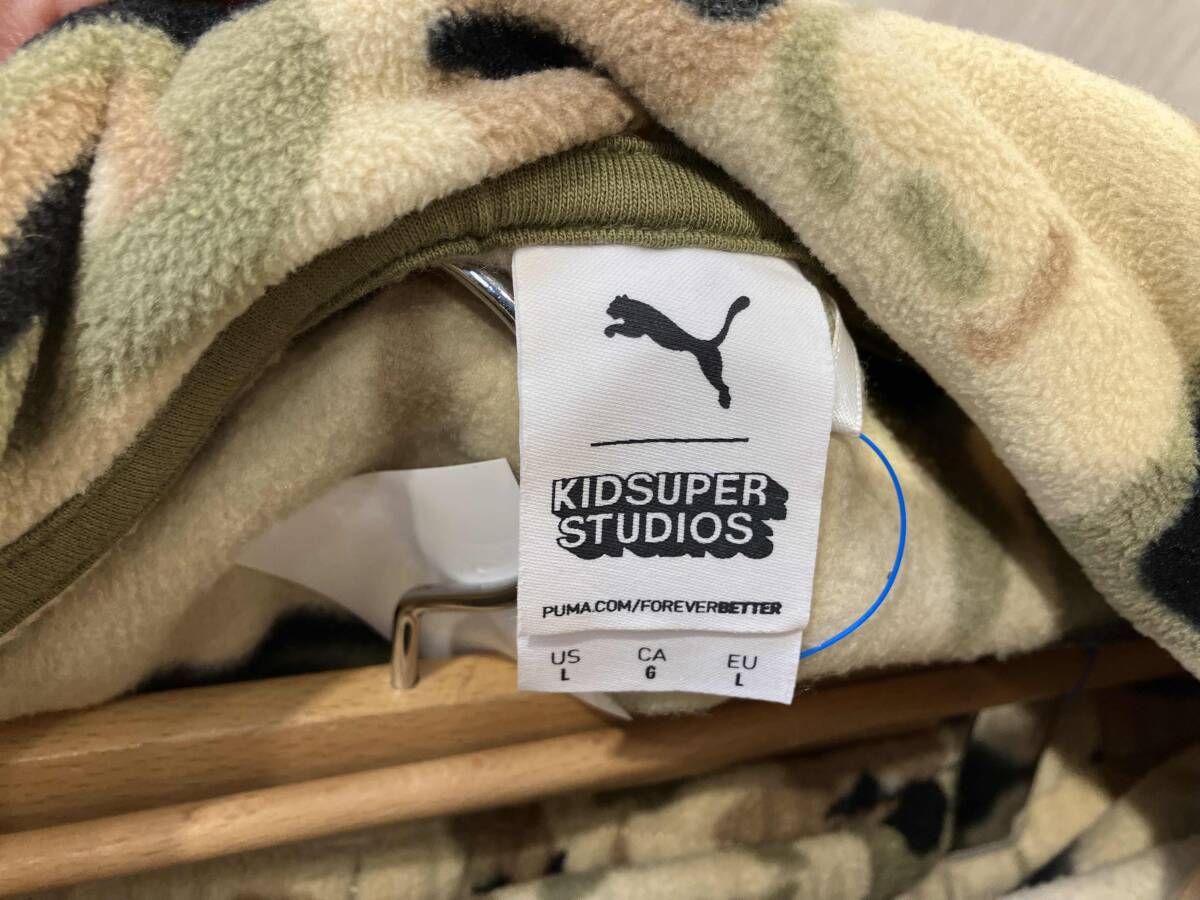 KIDSUPER
STUDIOS
PUMA.COM/FOREVERBETTER
US CA EU
L G L